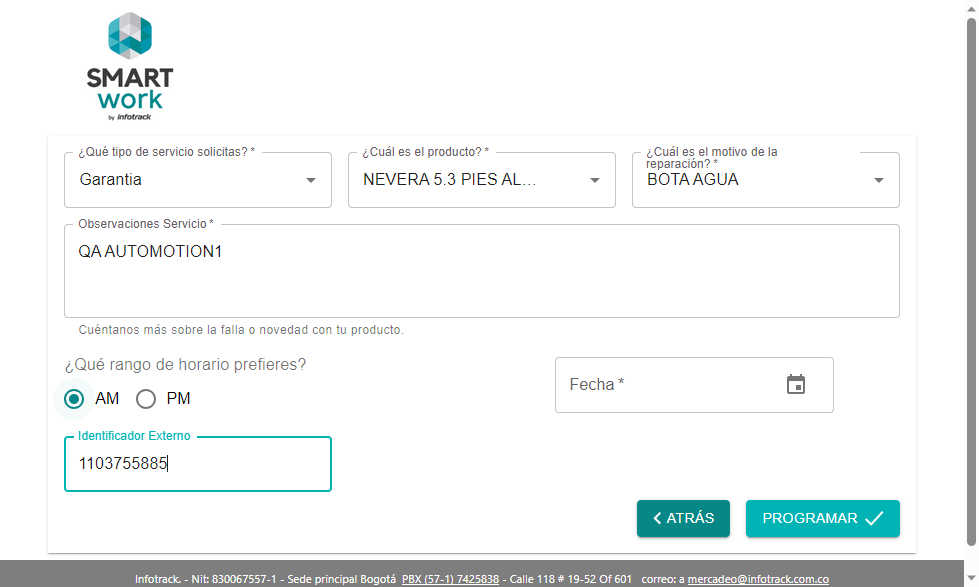 SMART
work
by infotrack
¿Qué tipo de servicio solicitas? *
Garantia
¿Cuál es el producto? *
NEVERA 5.3 PIES AL...
¿Cuál es el motivo de la
reparación? *
BOTA AGUA
Observaciones Servicio *
QA AUTOMOTION1
Cuéntanos más sobre la falla o novedad con tu producto.
¿Qué rango de horario prefieres?
AM PM
Fecha *
Identificador Externo
1103755885
ATRÁS
PROGRAMAR
Infotrack. - Nit: 830067557-1 - Sede principal Bogotá PBX (57-1) 7425838 - Calle 118 # 19-52 Of 601 correo: a mercadeo@infotrack.com.co